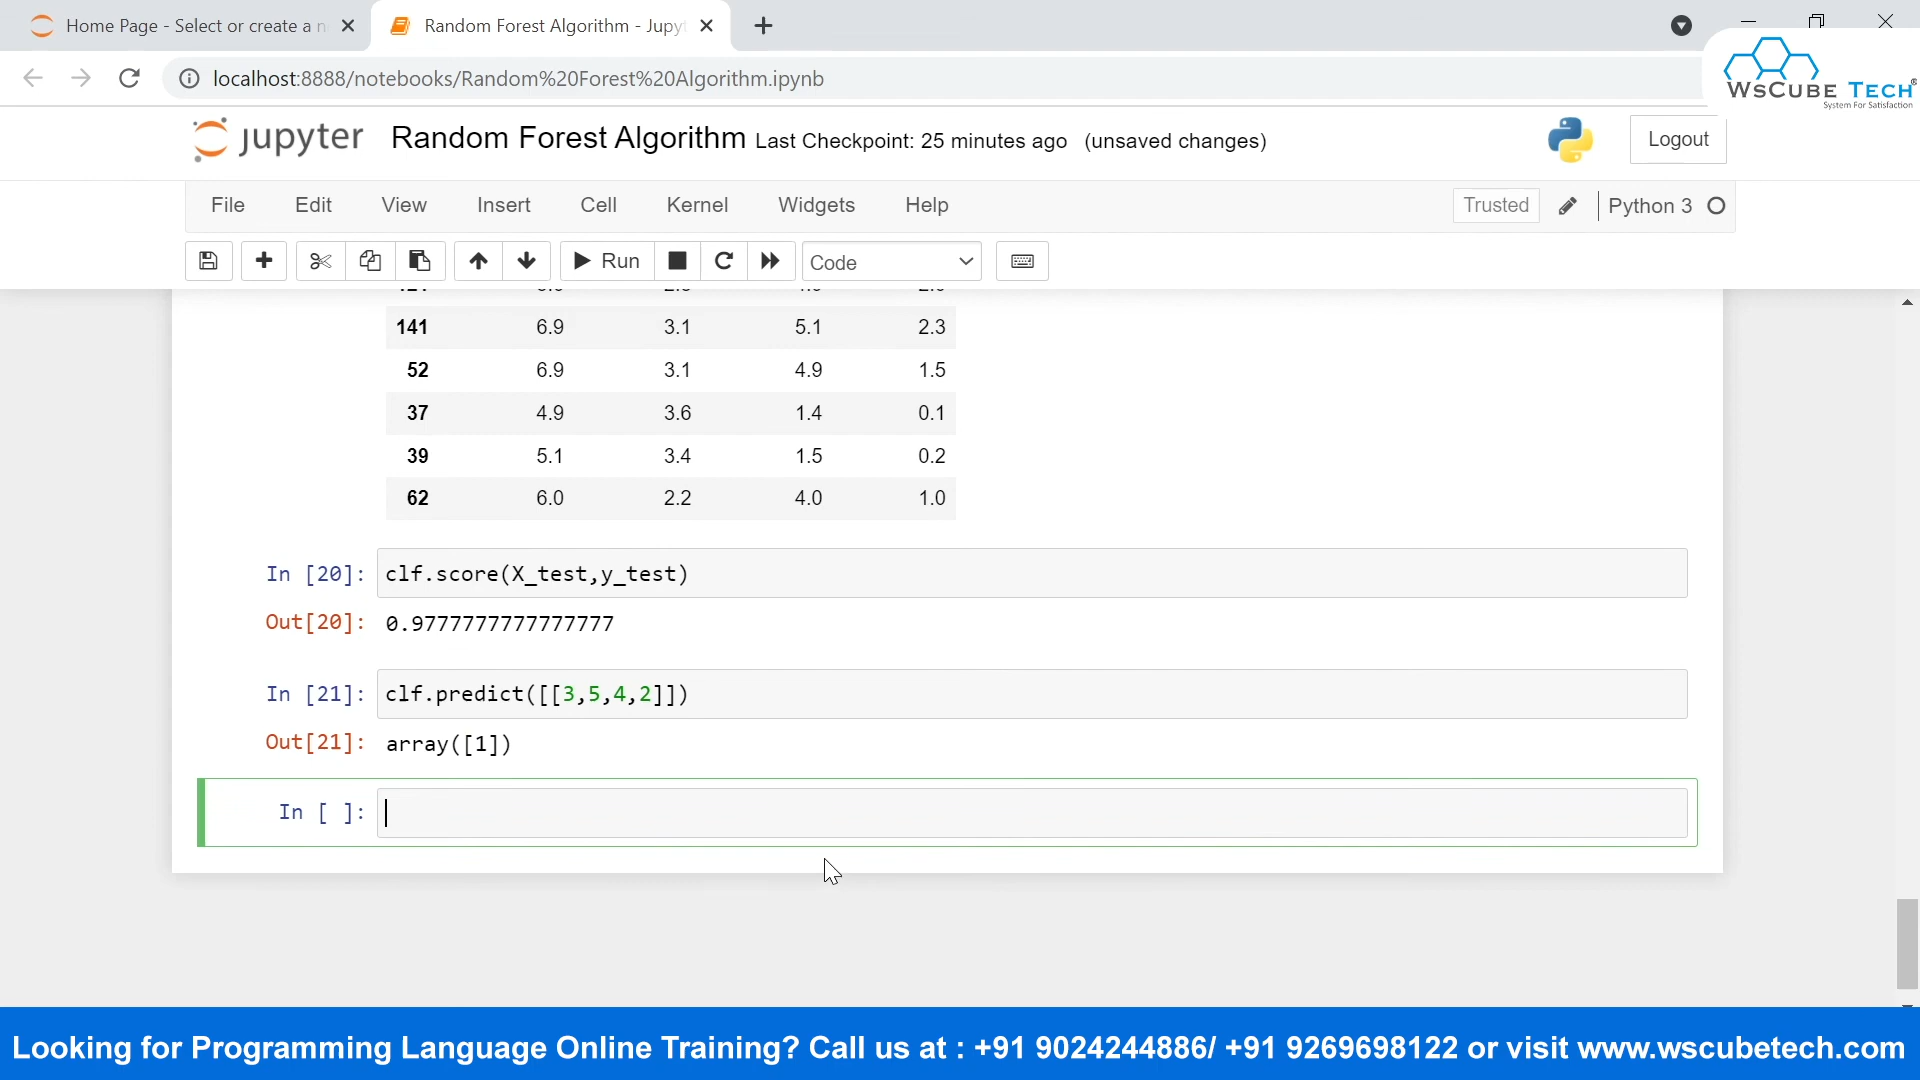 Home Page - Select or create a n
Random Forest Algorithm - Jupy
localhost:8888/notebooks/Random%20Forest%20Algorithm.ipynb
WsCube Tech®
System For Satisfaction
jupyter Random Forest Algorithm Last Checkpoint: 25 minutes ago (unsaved changes)
Logout
File Edit View Insert Cell Kernel Widgets Help
Trusted Python 3
Run Code
141 6.9 3.1 5.1 2.3
52 6.9 3.1 4.9 1.5
37 4.9 3.6 1.4 0.1
39 5.1 3.4 1.5 0.2
62 6.0 2.2 4.0 1.0
In [20]: clf.score(X_test,y_test)
Out[20]: 0.9777777777777777
In [21]: clf.predict([[3,5,4,2]])
Out[21]: array([1])
In [ ]:
Looking for Programming Language Online Training? Call us at : +91 9024244886/ +91 9269698122 or visit www.wscubetech.com